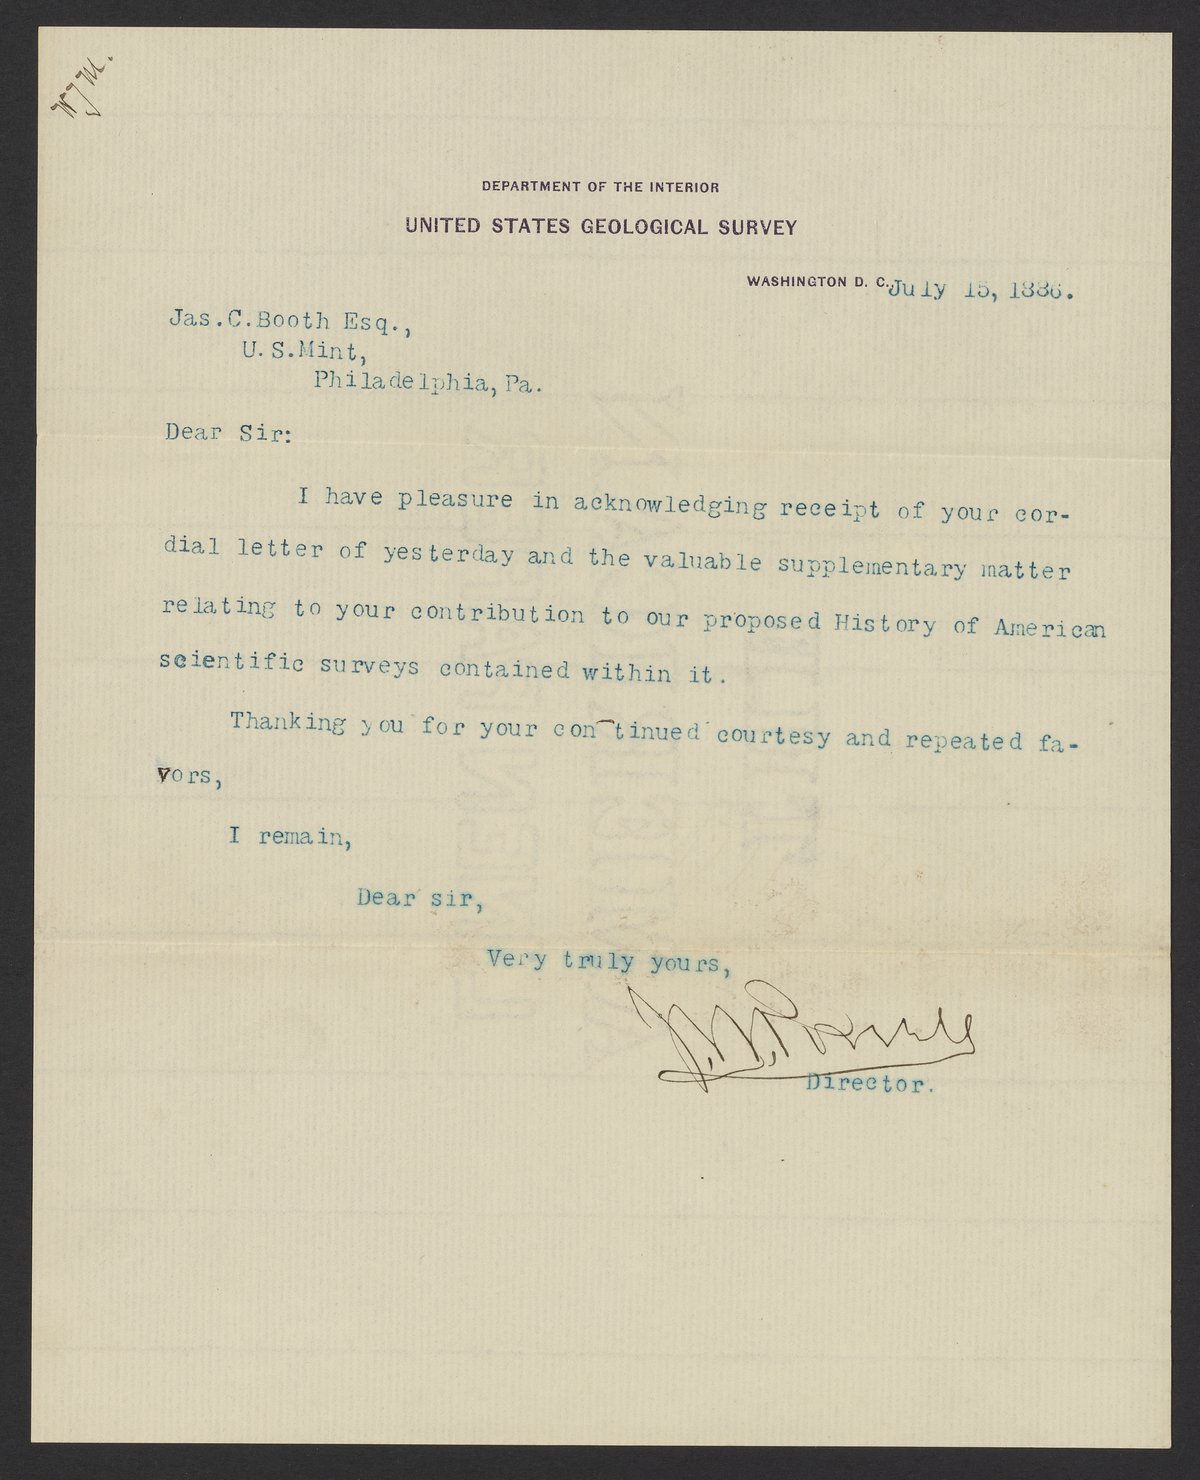 WJM.
DEPARTMENT OF THE INTERIOR
UNITED STATES GEOLOGICAL SURVEY
WASHINGTON D. C. July 15, 1886.
Jas.C.Booth Esq.,
U.S.Mint,
Philadelphia,Pa.
Dear Sir:
I have pleasure in acknowledging receipt of your cor-
dial letter of yesterday and the valuable supplementary matter
relating to your contribution to our proposed History of American
scientific surveys contained within it.
Thanking you for your continued courtesy and repeated fa-
vors,
I remain,
Dear sir,
Very truly yours,
J.W. Powell
Director.